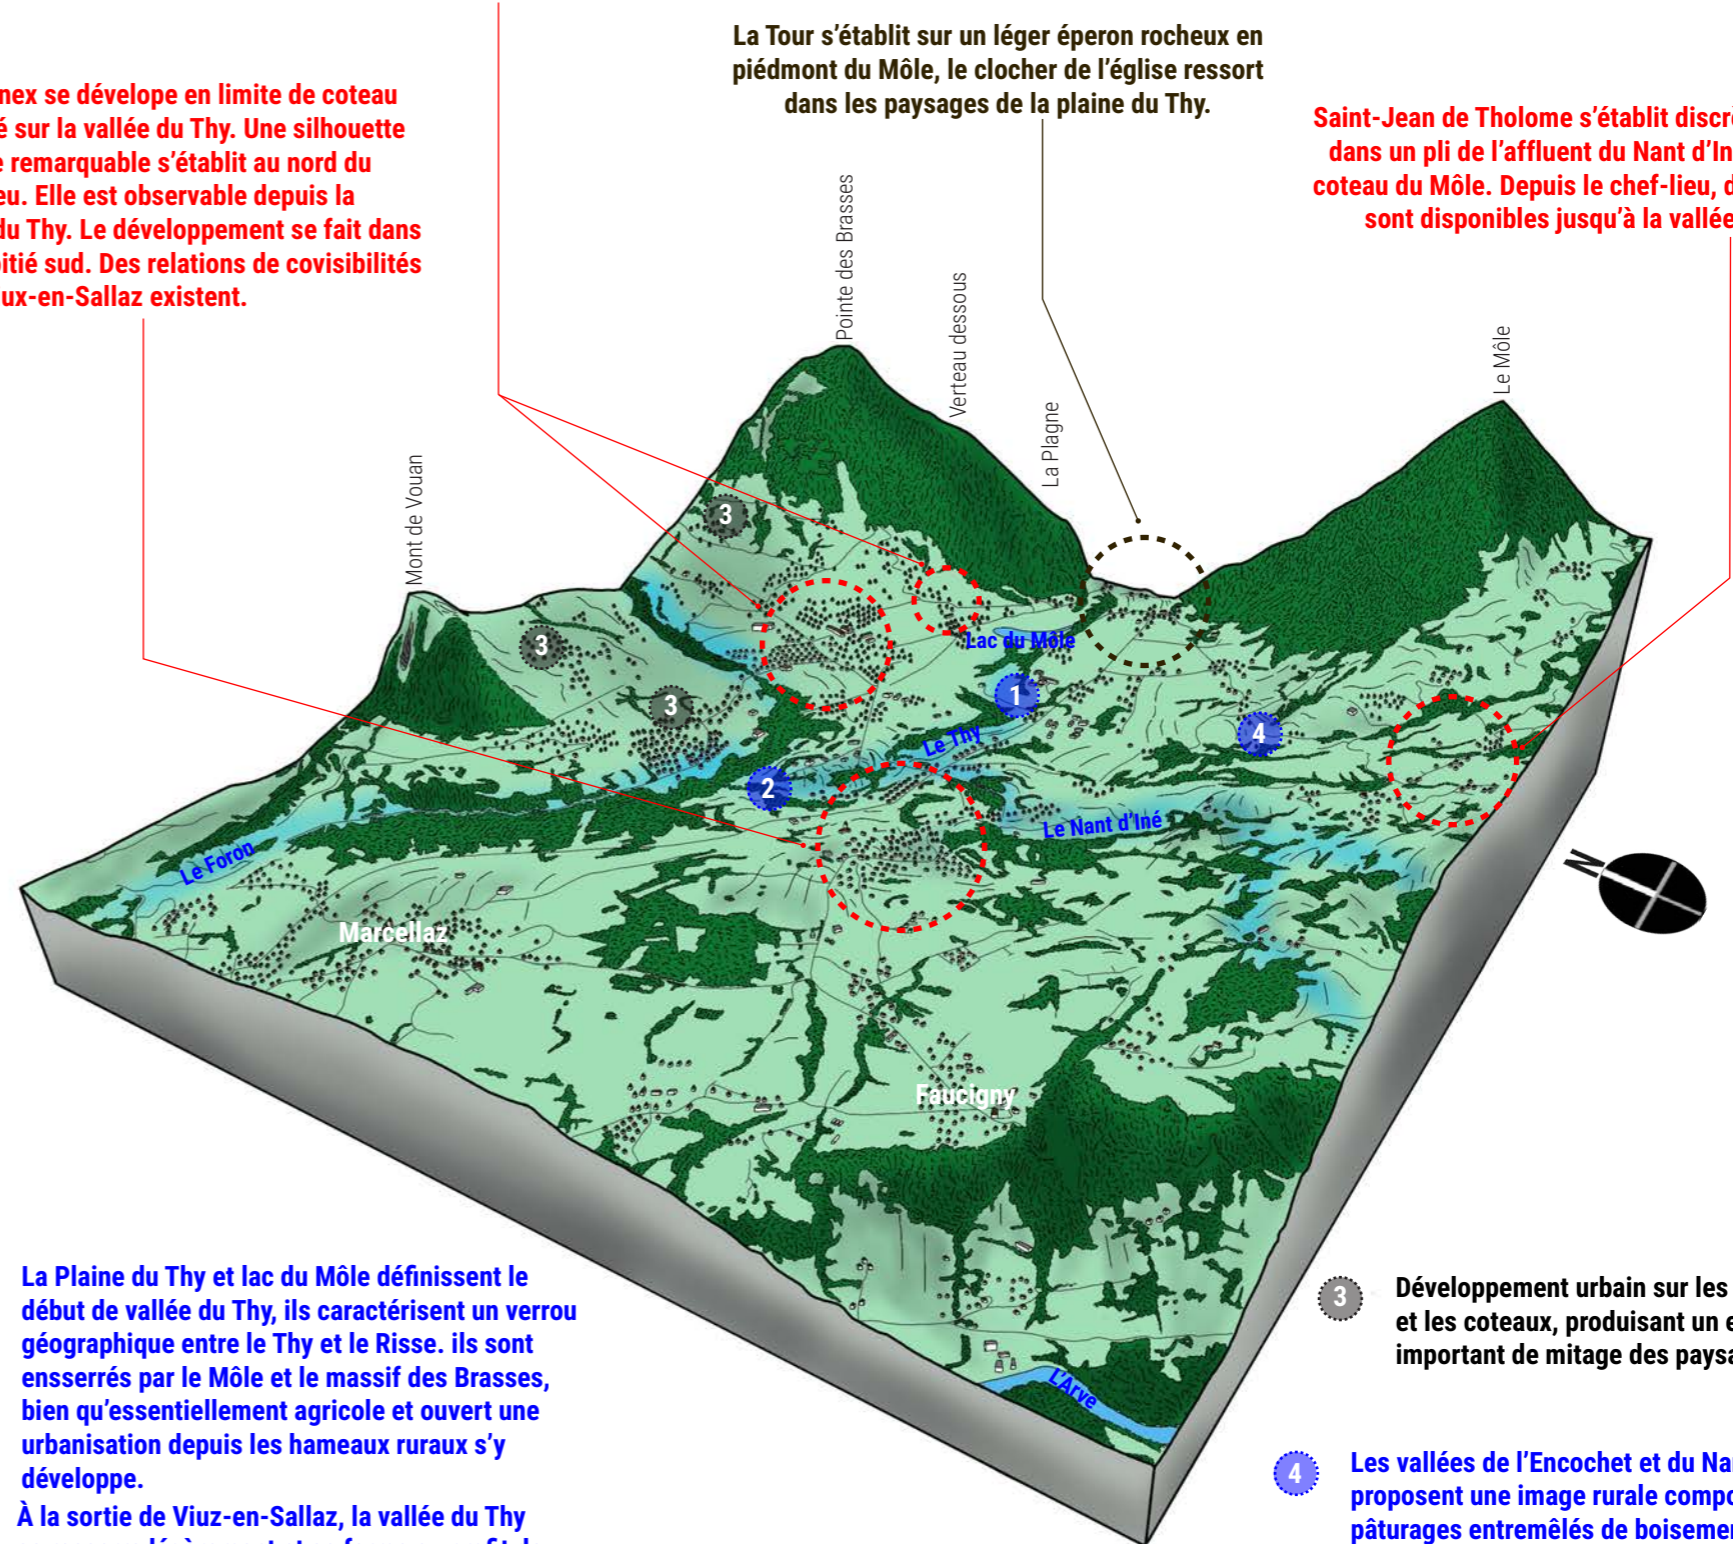 La Tour s’établit sur un léger éperon rocheux en
piédmont du Môle, le clocher de l’église ressort
dans les paysages de la plaine du Thy.
nex se dévelope en limite de coteau
é sur la vallée du Thy. Une silhouette
e remarquable s’établit au nord du
eu. Elle est observable depuis la
du Thy. Le développement se fait dans
oitié sud. Des relations de covisibilités
ux-en-Sallaz existent.
Saint-Jean de Tholome s’établit discrè
dans un pli de l’affluent du Nant d’In
coteau du Môle. Depuis le chef-lieu, d
sont disponibles jusqu’à la vallée
Pointe des Brasses
Verteau dessous
La Plagne
Le Môle
Mont de Vouan
3
3
3
Lac du Môle
1
4
Le Thy
2
Le Nant d’Iné
Le Foron
N
Marcellaz
Faucigny
L’Arve
La Plaine du Thy et lac du Môle définissent le
début de vallée du Thy, ils caractérisent un verrou
géographique entre le Thy et le Risse. ils sont
ensserrés par le Môle et le massif des Brasses,
bien qu’essentiellement agricole et ouvert une
urbanisation depuis les hameaux ruraux s’y
développe.
À la sortie de Viuz-en-Sallaz, la vallée du Thy
3
Développement urbain sur les
et les coteaux, produisant un e
important de mitage des paysa
4
Les vallées de l’Encochet et du Na
proposent une image rurale compo
pâturages entremêlés de boisemen